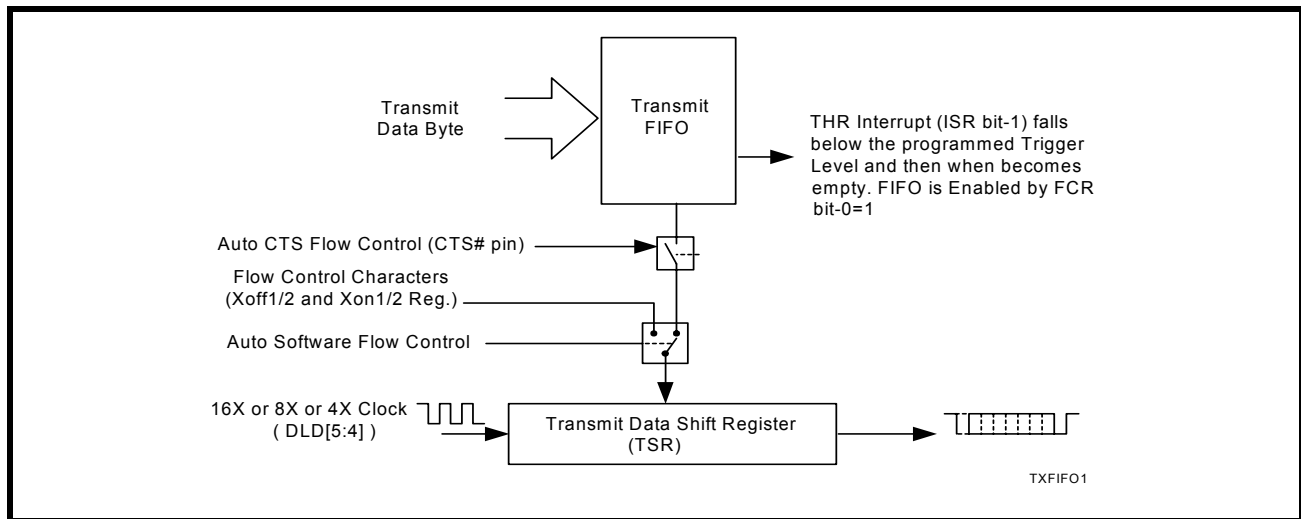 Transmit
Data Byte
Transmit
FIFO
THR Interrupt (ISR bit-1) falls
below the programmed Trigger
Level and then when becomes
empty. FIFO is Enabled by FCR
bit-0=1
Auto CTS Flow Control (CTS# pin)
Flow Control Characters
(Xoff1/2 and Xon1/2 Reg.)
Auto Software Flow Control
16X or 8X or 4X Clock
( DLD[5:4] )
Transmit Data Shift Register
(TSR)
TXFIFO1